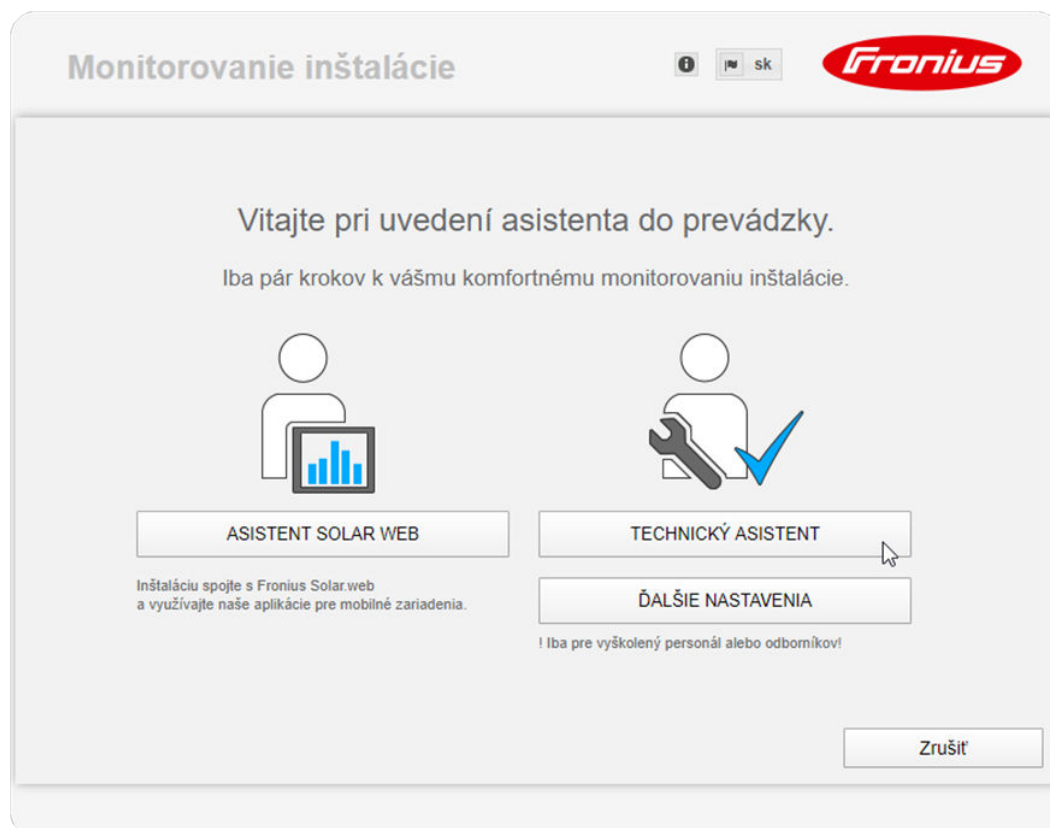 Monitorovanie inštalácie
sk
Fronius
Vitajte pri uvedení asistenta do prevádzky.
Iba pár krokov k vášmu komfortnému monitorovaniu inštalácie.
ASISTENT SOLAR WEB
Inštaláciu spojte s Fronius Solar.web
a využívajte naše aplikácie pre mobilné zariadenia.
TECHNICKÝ ASISTENT
ĎALŠIE NASTAVENIA
! Iba pre vyškolený personál alebo odborníkov!
Zrušiť